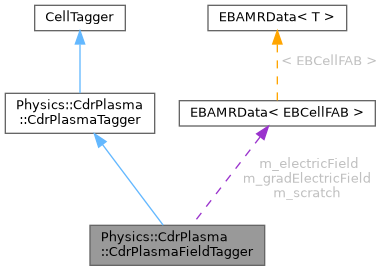 CellTagger
EBAMRData< T >
< EBCellFAB >
Physics::CdrPlasma
::CdrPlasmaTagger
EBAMRData< EBCellFAB >
m_electricField
m_gradElectricField
m_scratch
Physics::CdrPlasma
::CdrPlasmaFieldTagger